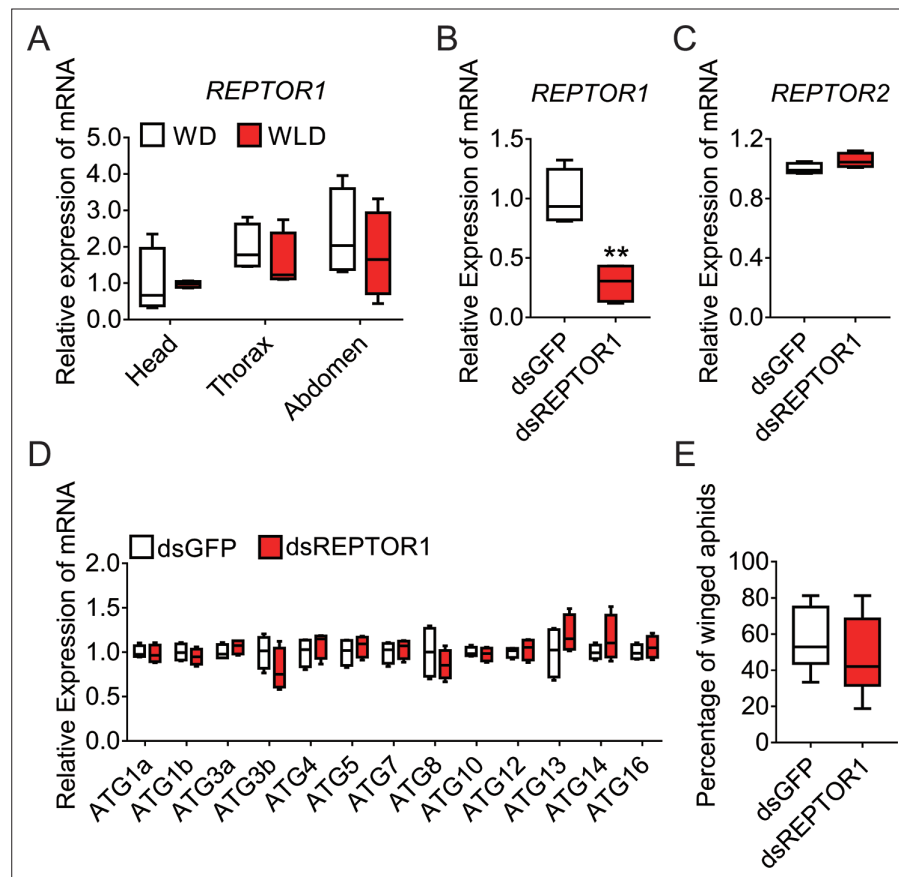 A
REPTOR1
WD WLD
Relative expression of mRNA
5.0
4.0
3.0
2.0
1.0
0.0
Head
Thorax
Abdomen
B
REPTOR1
Relative Expression of mRNA
1.5
1.0
0.5
0.0
**
dsGFP
dsREPTOR1
C
REPTOR2
Relative Expression of mRNA
1.2
0.8
0.4
0.0
dsGFP
dsREPTOR1
D
dsGFP dsREPTOR1
Relative Expression of mRNA
2.0
1.5
1.0
0.5
0.0
ATG1a
ATG1b
ATG3a
ATG3b
ATG4
ATG5
ATG7
ATG8
ATG10
ATG12
ATG13
ATG14
ATG16
E
Percentage of winged aphids
100
80
60
40
20
0
dsGFP
dsREPTOR1